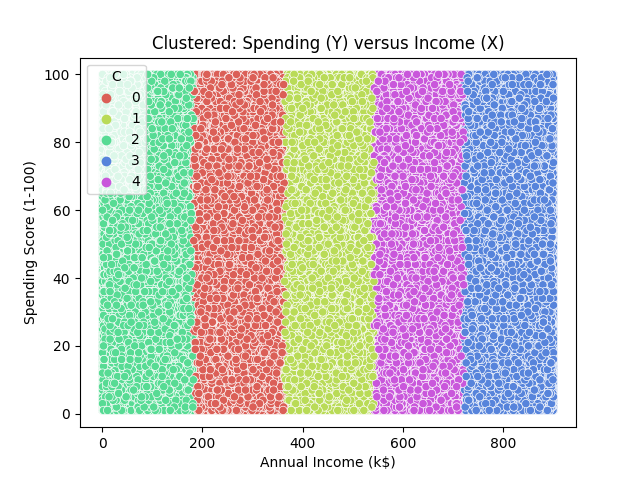 Clustered: Spending (Y) versus Income (X)
C
0
1
2
3
4
100
80
60
40
20
0
Spending Score (1-100)
0 200 400 600 800
Annual Income (k$)